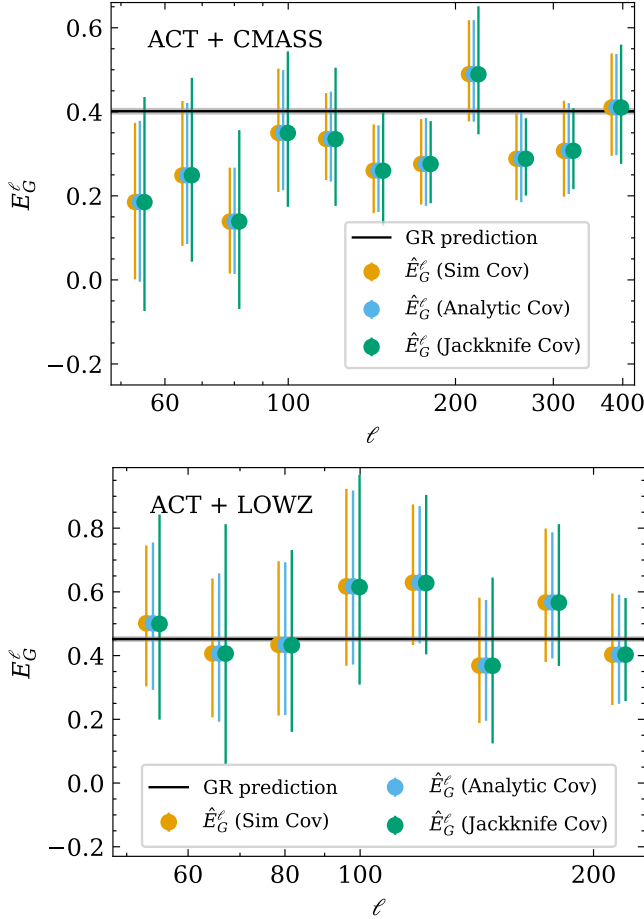 ACT + CMASS
0.6
0.4
0.2
0.0
−0.2
E_G^ℓ
GR prediction
Ê_G^ℓ (Sim Cov)
Ê_G^ℓ (Analytic Cov)
Ê_G^ℓ (Jackknife Cov)
60 100 200 300 400
ℓ
ACT + LOWZ
0.8
0.6
0.4
0.2
0.0
−0.2
E_G^ℓ
GR prediction
Ê_G^ℓ (Sim Cov)
Ê_G^ℓ (Analytic Cov)
Ê_G^ℓ (Jackknife Cov)
60 80 100 200
ℓ